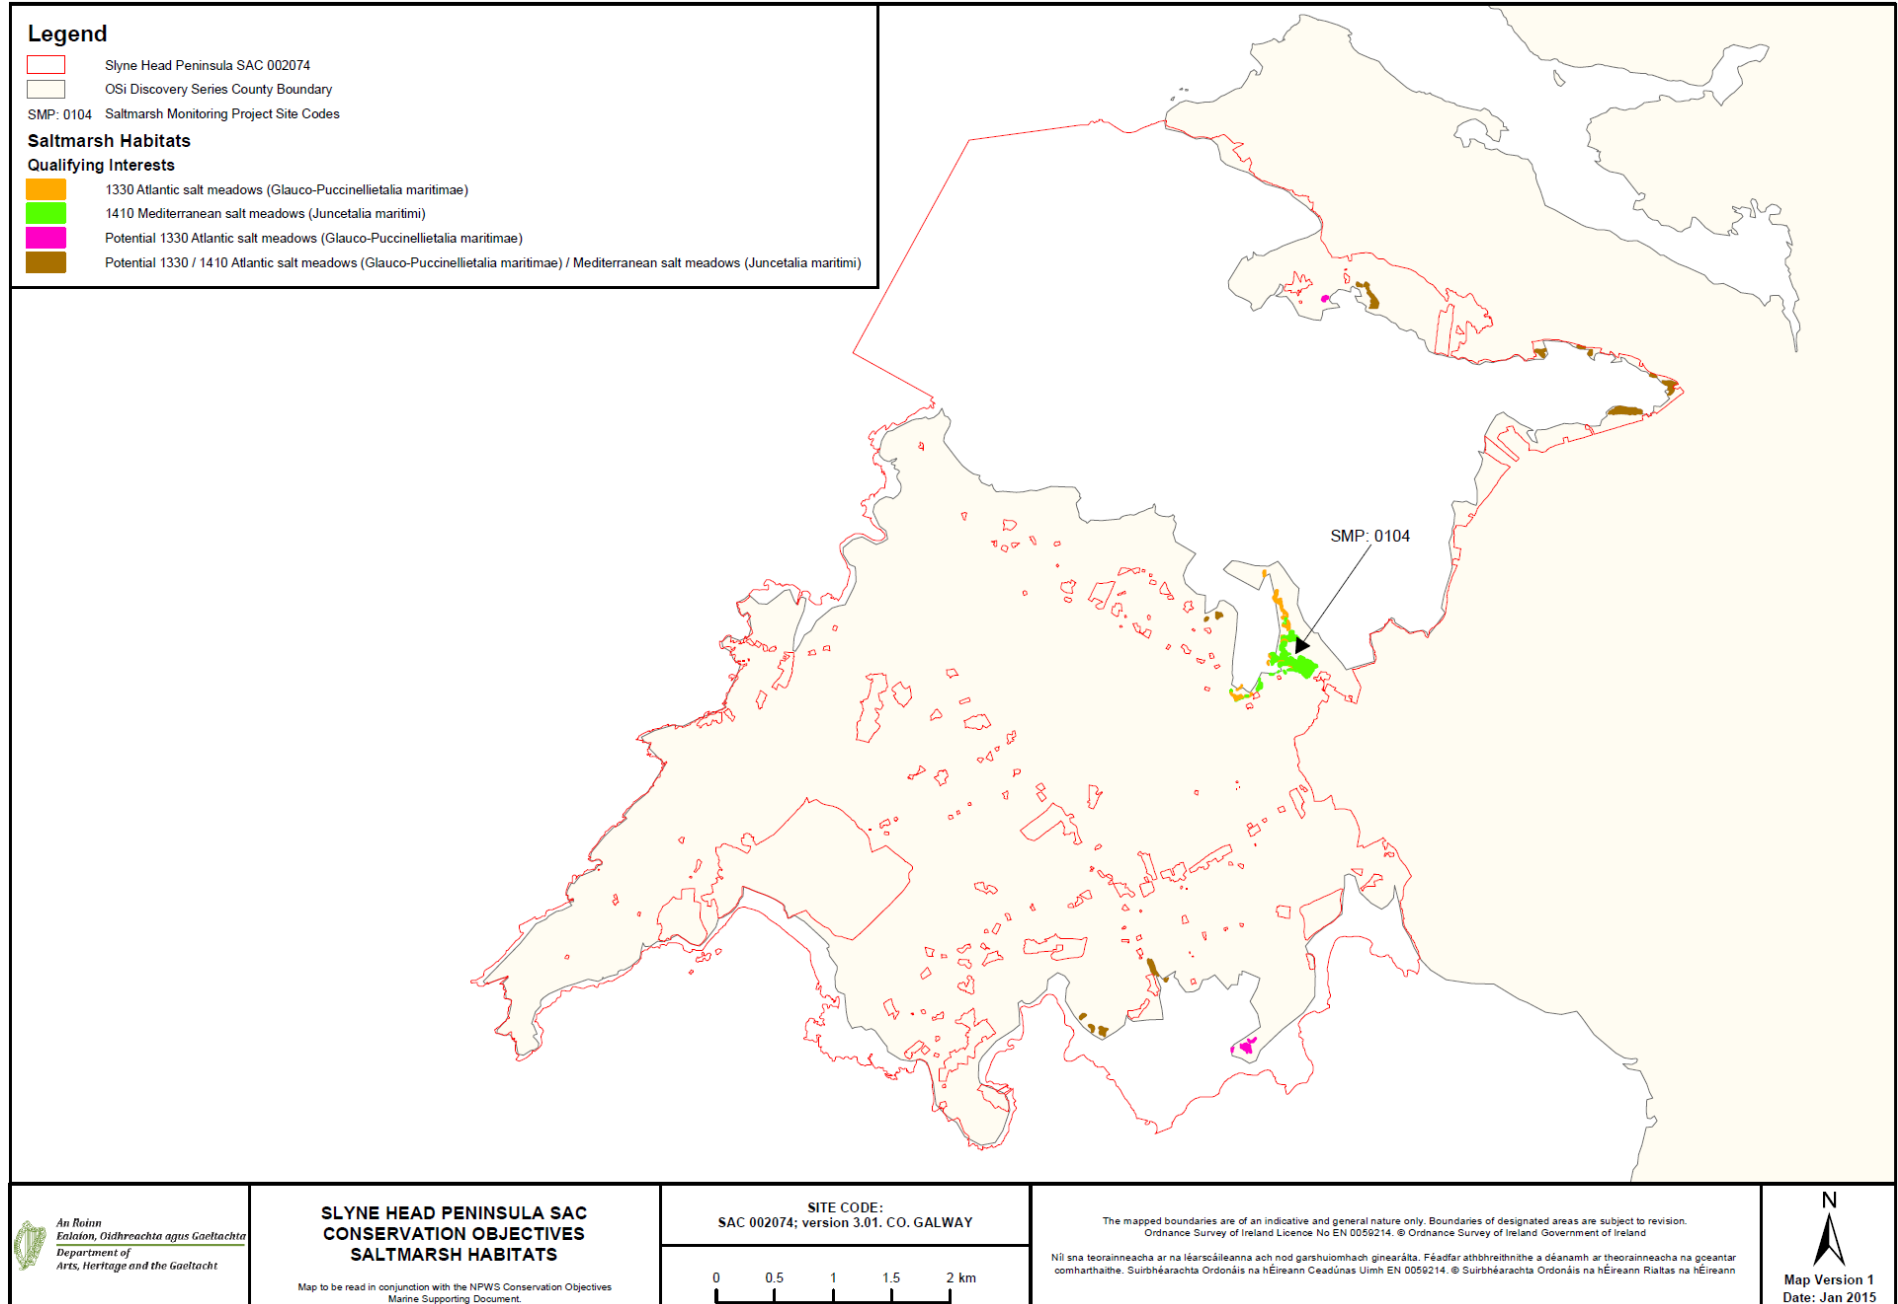 Legend
Slyne Head Peninsula SAC 002074
OSi Discovery Series County Boundary
SMP: 0104 Saltmarsh Monitoring Project Site Codes
Saltmarsh Habitats
Qualifying Interests
1330 Atlantic salt meadows (Glauco-Puccinellietalia maritimae)
1410 Mediterranean salt meadows (Juncetalia maritimi)
Potential 1330 Atlantic salt meadows (Glauco-Puccinellietalia maritimae)
Potential 1330 / 1410 Atlantic salt meadows (Glauco-Puccinellietalia maritimae) / Mediterranean salt meadows (Juncetalia maritimi)
SMP: 0104
An Roinn
Ealaíon, Oidhreachta agus Gaeltachta
Department of
Arts, Heritage and the Gaeltacht
SLYNE HEAD PENINSULA SAC
CONSERVATION OBJECTIVES
SALTMARSH HABITATS
Map to be read in conjunction with the NPWS Conservation Objectives
Marine Supporting Document.
SITE CODE:
SAC 002074; version 3.01. CO. GALWAY
0 0.5 1 1.5 2 km
The mapped boundaries are of an indicative and general nature only. Boundaries of designated areas are subject to revision.
Ordnance Survey of Ireland Licence No EN 0059214. © Ordnance Survey of Ireland Government of Ireland
Níl sna teorainneacha ar na léarscáileanna ach nod garshuiomhach ginearálta. Féadfar athbhreithnithe a déanamh ar theorainneacha na gceantar
comharthaithe. Suirbhéarachta Ordonáis na hÉireann Ceadúnas Uimh EN 0059214. © Suirbhéarachta Ordonáis na hÉireann Rialtas na hÉireann
N
Map Version 1
Date: Jan 2015